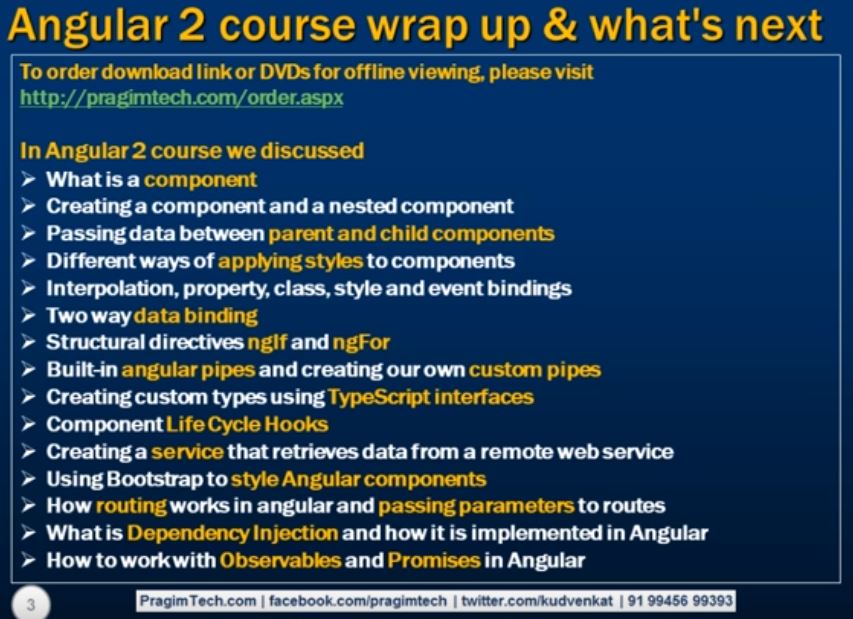 Angular 2 course wrap up & what's next
To order download link or DVDs for offline viewing, please visit
http://pragimtech.com/order.aspx
In Angular 2 course we discussed
➢ What is a component
➢ Creating a component and a nested component
➢ Passing data between parent and child components
➢ Different ways of applying styles to components
➢ Interpolation, property, class, style and event bindings
➢ Two way data binding
➢ Structural directives ngIf and ngFor
➢ Built-in angular pipes and creating our own custom pipes
➢ Creating custom types using TypeScript interfaces
➢ Component Life Cycle Hooks
➢ Creating a service that retrieves data from a remote web service
➢ Using Bootstrap to style Angular components
➢ How routing works in angular and passing parameters to routes
➢ What is Dependency Injection and how it is implemented in Angular
➢ How to work with Observables and Promises in Angular
3
PragimTech.com | facebook.com/pragimtech | twitter.com/kudvenkat | 91 99456 99393